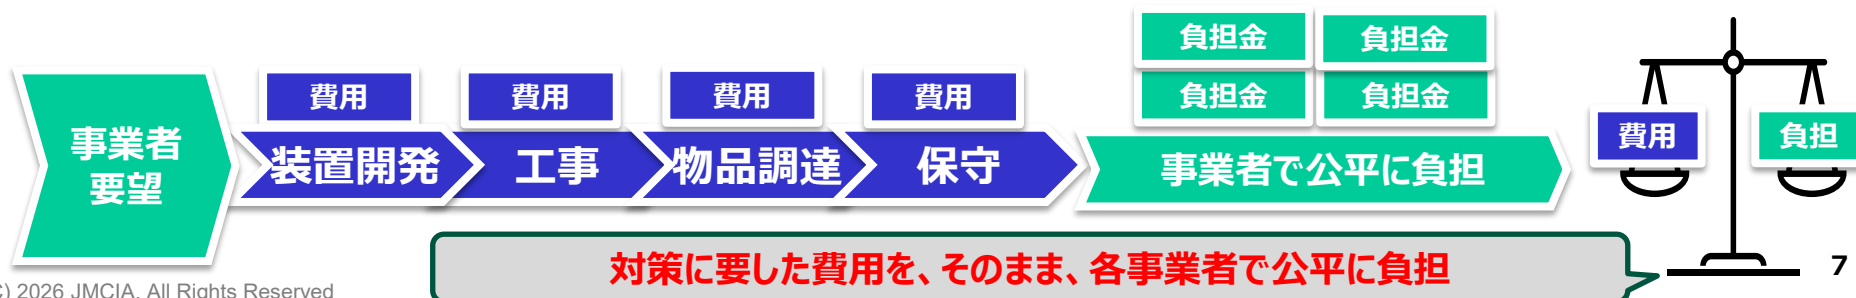 負担金
負担金
費用
費用
費用
費用
負担金
負担金
事業者
要望
装置開発
工事
物品調達
保守
事業者で公平に負担
費用
負担
対策に要した費用を、そのまま、各事業者で公平に負担
7
) 2026 JMCIA. All Rights Reserved